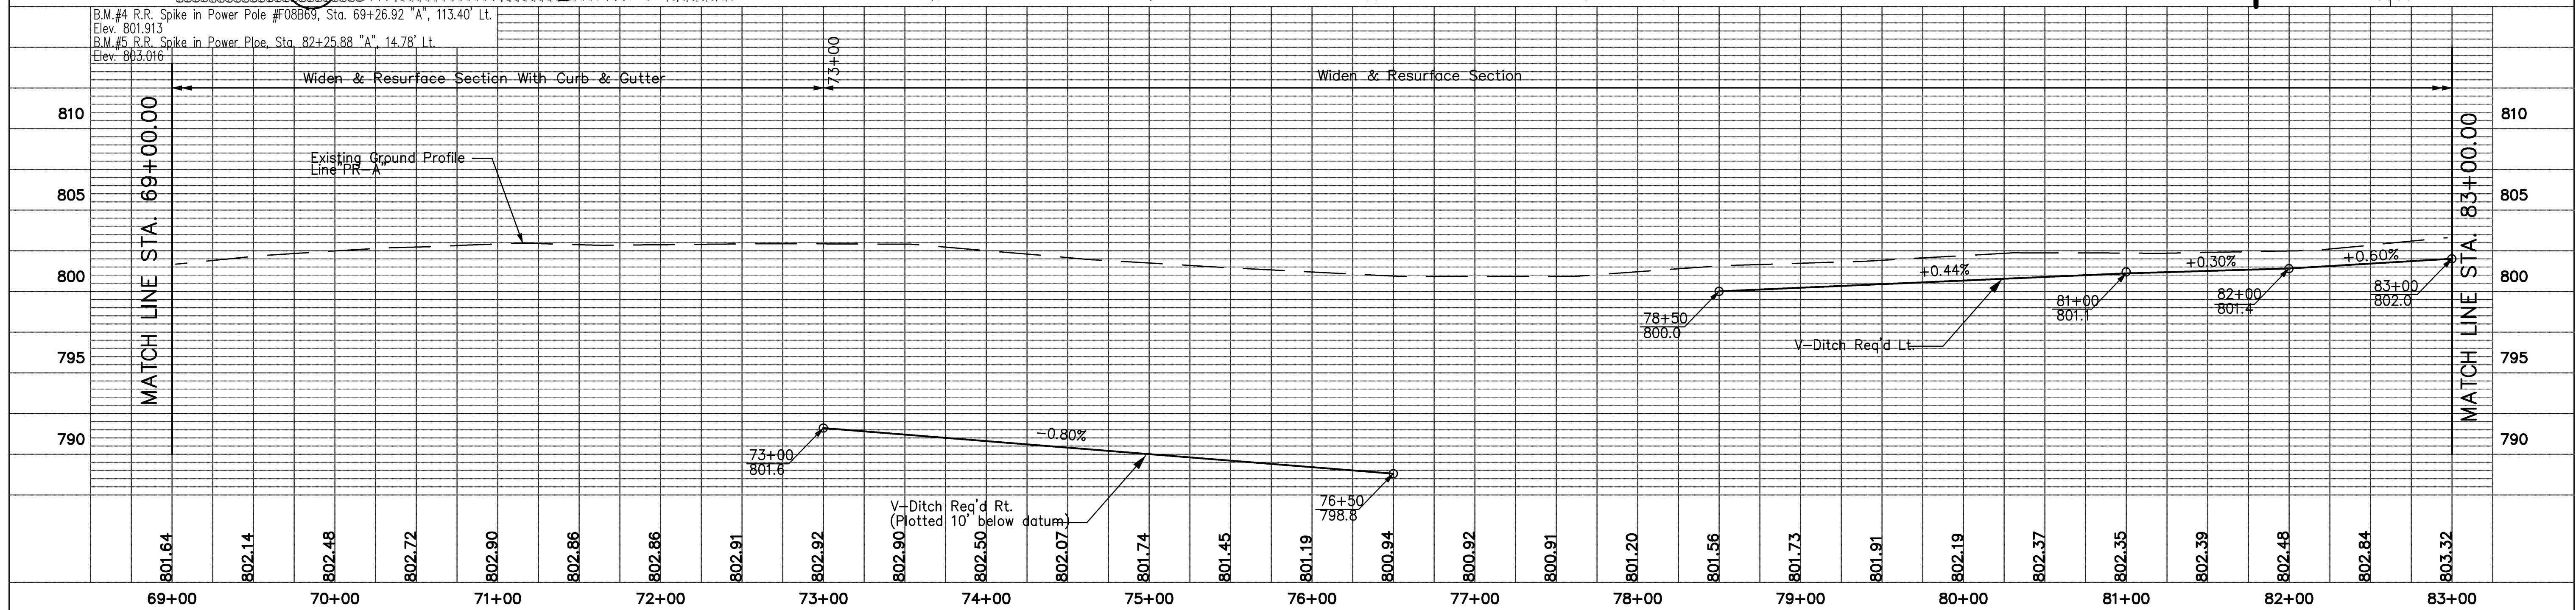 B.M.#4 R.R. Spike in Power Pole #F08B69, Sta. 69+26.92 "A", 113.40' Lt.
Elev. 801.913
B.M.#5 R.R. Spike in Power Ploe, Sta. 82+25.88 "A", 14.78' Lt.
Elev. 803.016
73+00
Widen & Resurface Section With Curb & Gutter
Widen & Resurface Section
810
810
MATCH LINE STA. 69+00.00
MATCH LINE STA. 83+00.00
Existing Ground Profile
Line"PR-A"
805
805
800
800
+0.44%
+0.30%
+0.60%
78+50
800.0
81+00
801.1
82+00
801.4
83+00
802.0
V-Ditch Req'd Lt.
795
795
790
790
-0.80%
73+00
801.6
76+50
798.8
V-Ditch Req'd Rt.
(Plotted 10' below datum)
801.64 802.14 802.48 802.72 802.90 802.86 802.86 802.91 802.92 802.90 802.50 802.07 801.74 801.45 801.19 800.94 800.92 800.91 801.20 801.56 801.73 801.91 802.19 802.37 802.35 802.39 802.48 802.84 803.32
69+00 70+00 71+00 72+00 73+00 74+00 75+00 76+00 77+00 78+00 79+00 80+00 81+00 82+00 83+00